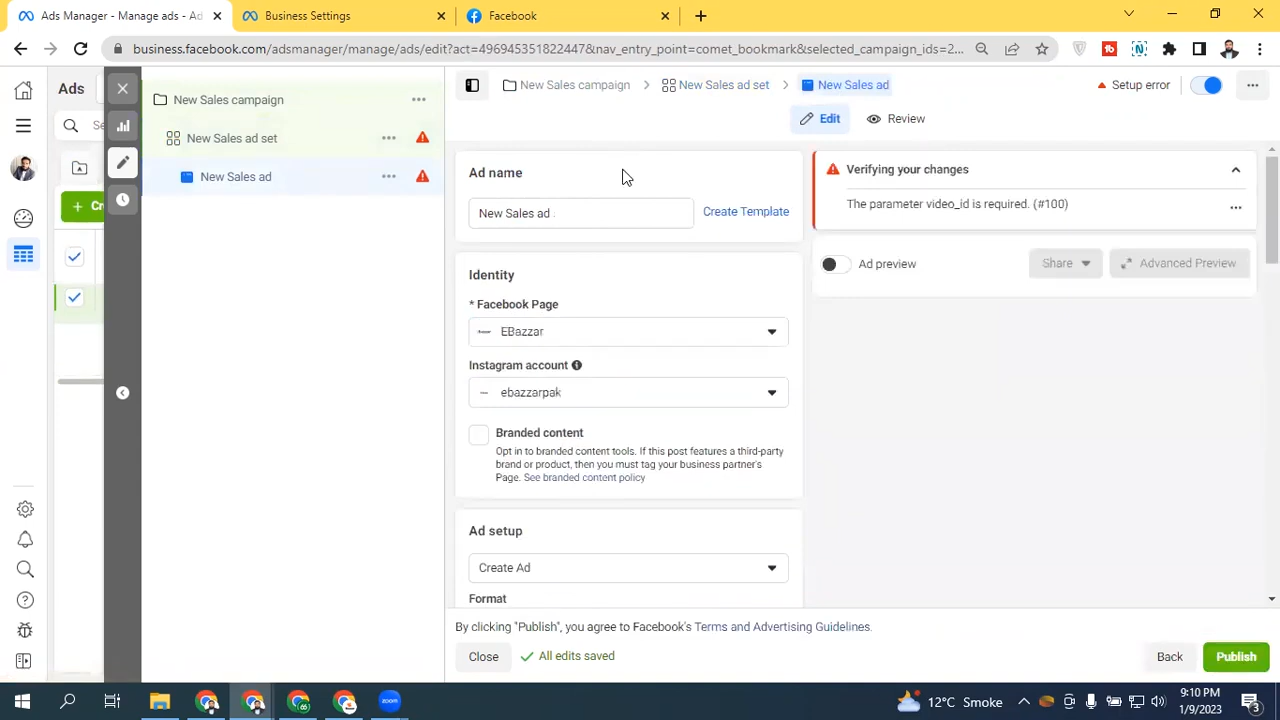 Ads Manager - Manage ads - Ad
Business Settings
Facebook
business.facebook.com/adsmanager/manage/ads/edit?act=496945351822447&nav_entry_point=comet_bookmark&selected_campaign_ids=2...
Ads
New Sales campaign
New Sales ad set
New Sales ad
New Sales campaign
New Sales ad set
New Sales ad
Setup error
Edit
Review
Ad name
New Sales ad
Create Template
Identity
* Facebook Page
EBazzar
Instagram account
ebazzarpak
Branded content
Opt in to branded content tools. If this post features a third-party
brand or product, then you must tag your business partner's
Page. See branded content policy
Ad setup
Create Ad
Format
Verifying your changes
The parameter video_id is required. (#100)
Ad preview
Share
Advanced Preview
By clicking "Publish", you agree to Facebook's Terms and Advertising Guidelines.
Close
All edits saved
Back
Publish
12°C Smoke
9:10 PM
1/9/2023
3